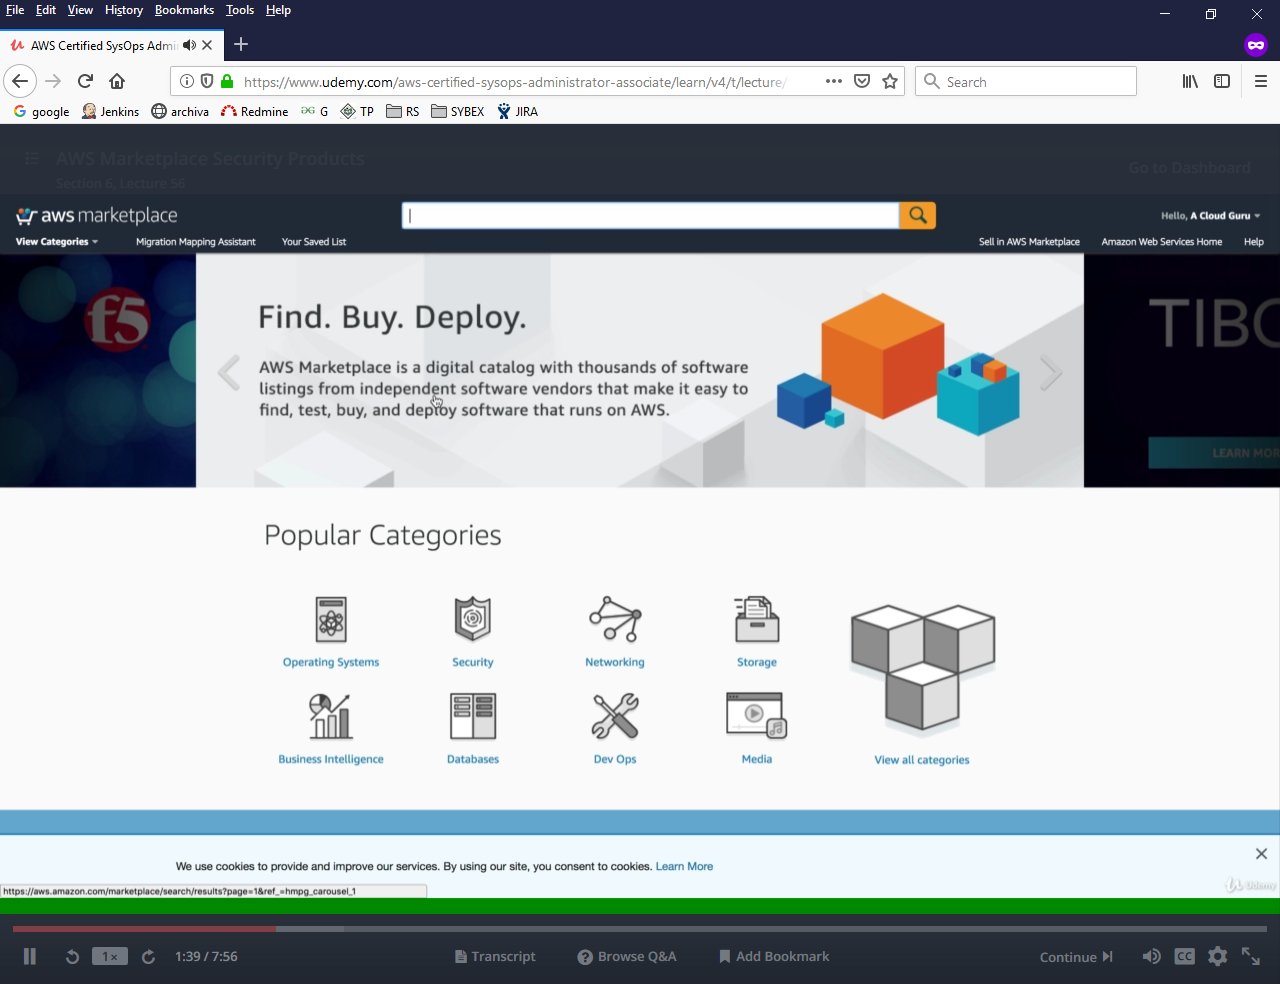 File Edit View History Bookmarks Tools Help
AWS Certified SysOps Admi
https://www.udemy.com/aws-certified-sysops-administrator-associate/learn/v4/t/lecture/
Search
google Jenkins archiva Redmine G TP RS SYBEX JIRA
AWS Marketplace Security Products
Section 6, Lecture 56
Go to Dashboard
aws marketplace
Hello, A Cloud Guru
View Categories Migration Mapping Assistant Your Saved List Sell in AWS Marketplace Amazon Web Services Home Help
f5
Find. Buy. Deploy.
AWS Marketplace is a digital catalog with thousands of software
listings from independent software vendors that make it easy to
find, test, buy, and deploy software that runs on AWS.
TIBC
LEARN MOR
Popular Categories
Operating Systems Security Networking Storage
Business Intelligence Databases Dev Ops Media View all categories
We use cookies to provide and improve our services. By using our site, you consent to cookies. Learn More
https://aws.amazon.com/marketplace/search/results?page=1&ref_=hmpg_carousel_1
Udemy
1x 1:39 / 7:56 Transcript Browse Q&A Add Bookmark Continue CC